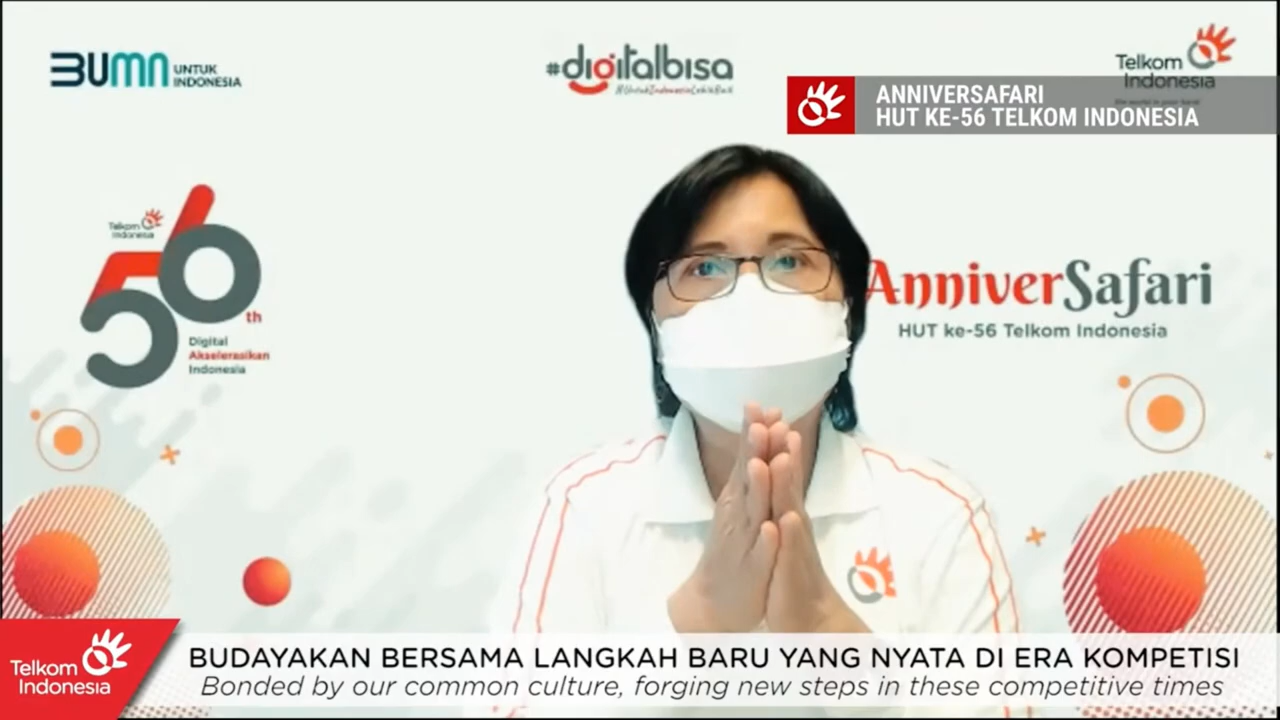 BUMN UNTUK
INDONESIA
#digitalbisa
#UntukIndonesiaLebihBaik
Telkom
Indonesia
ANNIVERSAFARI
HUT KE-56 TELKOM INDONESIA
Telkom
Indonesia
56th
Digital
Akselerasikan
Indonesia
AnniverSafari
HUT ke-56 Telkom Indonesia
Telkom
Indonesia
BUDAYAKAN BERSAMA LANGKAH BARU YANG NYATA DI ERA KOMPETISI
Bonded by our common culture, forging new steps in these competitive times